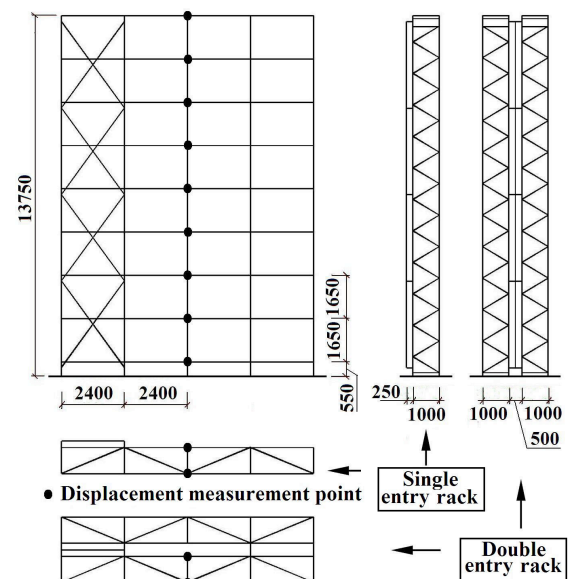 13750
1650
1650
550
2400
2400
250
1000
1000
1000
500
Single
entry rack
● Displacement measurement point
Double
entry rack